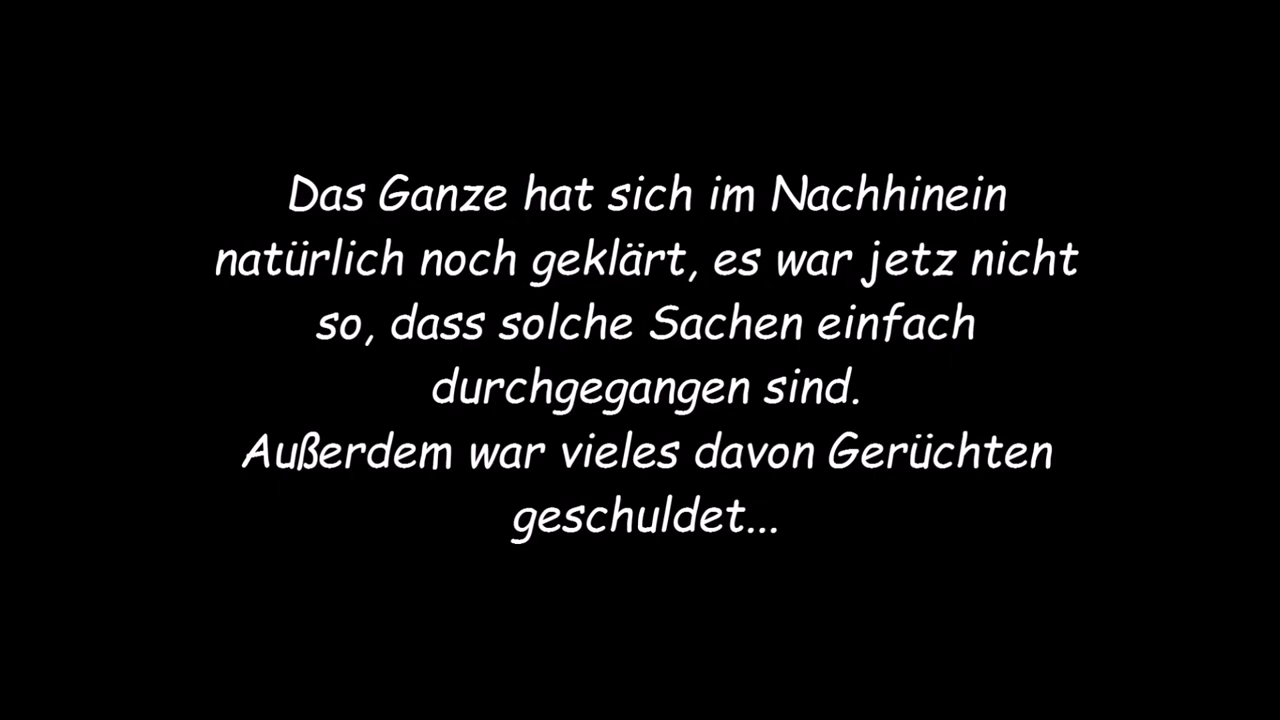 Das Ganze hat sich im Nachhinein
natürlich noch geklärt, es war jetz nicht
so, dass solche Sachen einfach
durchgegangen sind.
Außerdem war vieles davon Gerüchten
geschuldet...